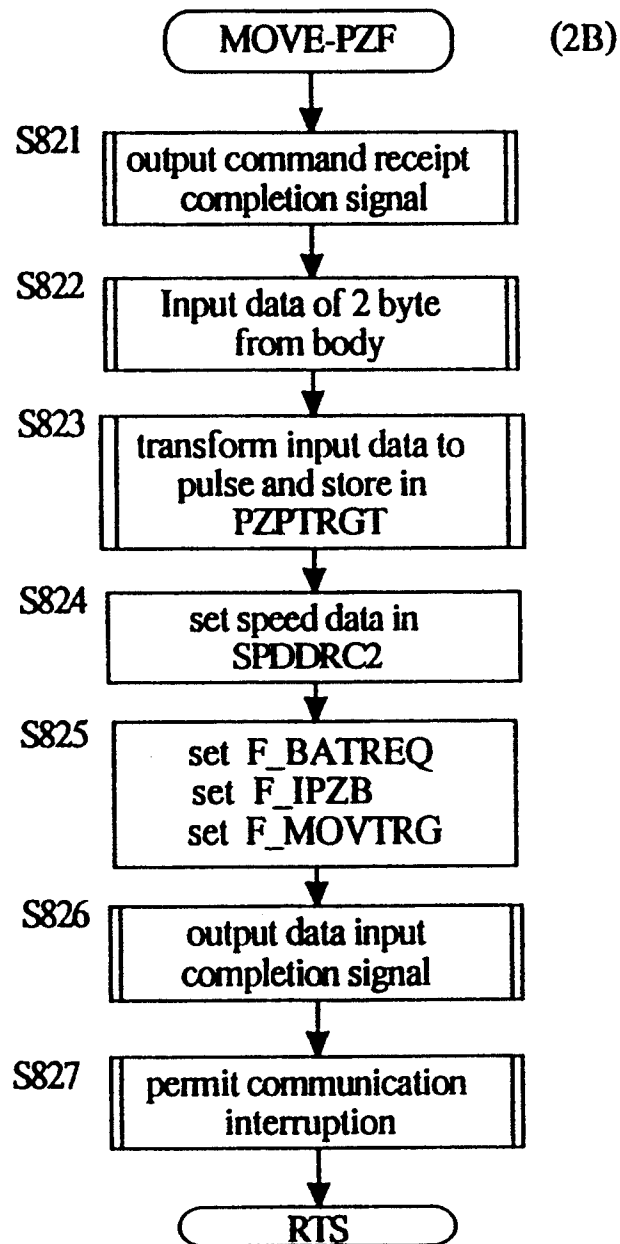 MOVE-PZF (2B)
S821
output command receipt
completion signal
S822
Input data of 2 byte
from body
S823
transform input data to
pulse and store in
PZPTRGT
S824
set speed data in
SPDDRC2
S825
set F_BATREQ
set F_IPZB
set F_MOVTRG
S826
output data input
completion signal
S827
permit communication
interruption
RTS